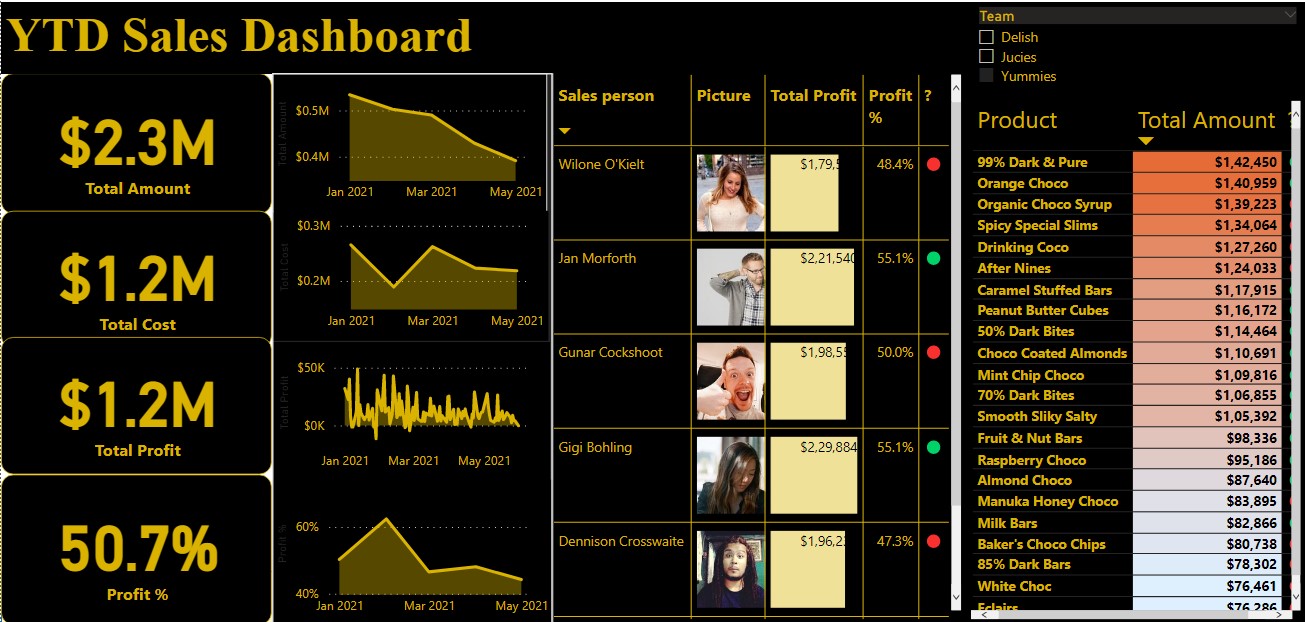 YTD Sales Dashboard
$2.3M
Total Amount
$1.2M
Total Cost
$1.2M
Total Profit
50.7%
Profit %
Total Amount
$0.5M
$0.4M
Jan 2021 Mar 2021 May 2021
Total Cost
$0.3M
$0.2M
Jan 2021 Mar 2021 May 2021
Total Profit
$50K
$0K
Jan 2021 Mar 2021 May 2021
Profit %
60%
40%
Jan 2021 Mar 2021 May 2021
Sales person Picture Total Profit Profit % ?
Wilone O'Kielt 48.4%
Jan Morforth $2,21,540 55.1%
Gunar Cockshoot 50.0%
Gigi Bohling $2,29,884 55.1%
Dennison Crosswaite 47.3%
Team
Delish
Jucies
Yummies
Product Total Amount
99% Dark & Pure $1,42,450
Orange Choco $1,40,959
Organic Choco Syrup $1,39,223
Spicy Special Slims $1,34,064
Drinking Coco $1,27,260
After Nines $1,24,033
Caramel Stuffed Bars $1,17,915
Peanut Butter Cubes $1,16,172
50% Dark Bites $1,14,464
Choco Coated Almonds $1,10,691
Mint Chip Choco $1,09,816
70% Dark Bites $1,06,855
Smooth Sliky Salty $1,05,392
Fruit & Nut Bars $98,336
Raspberry Choco $95,186
Almond Choco $87,640
Manuka Honey Choco $83,895
Milk Bars $82,866
Baker's Choco Chips $80,738
85% Dark Bars $78,302
White Choc $76,461
Eclairs $76,286